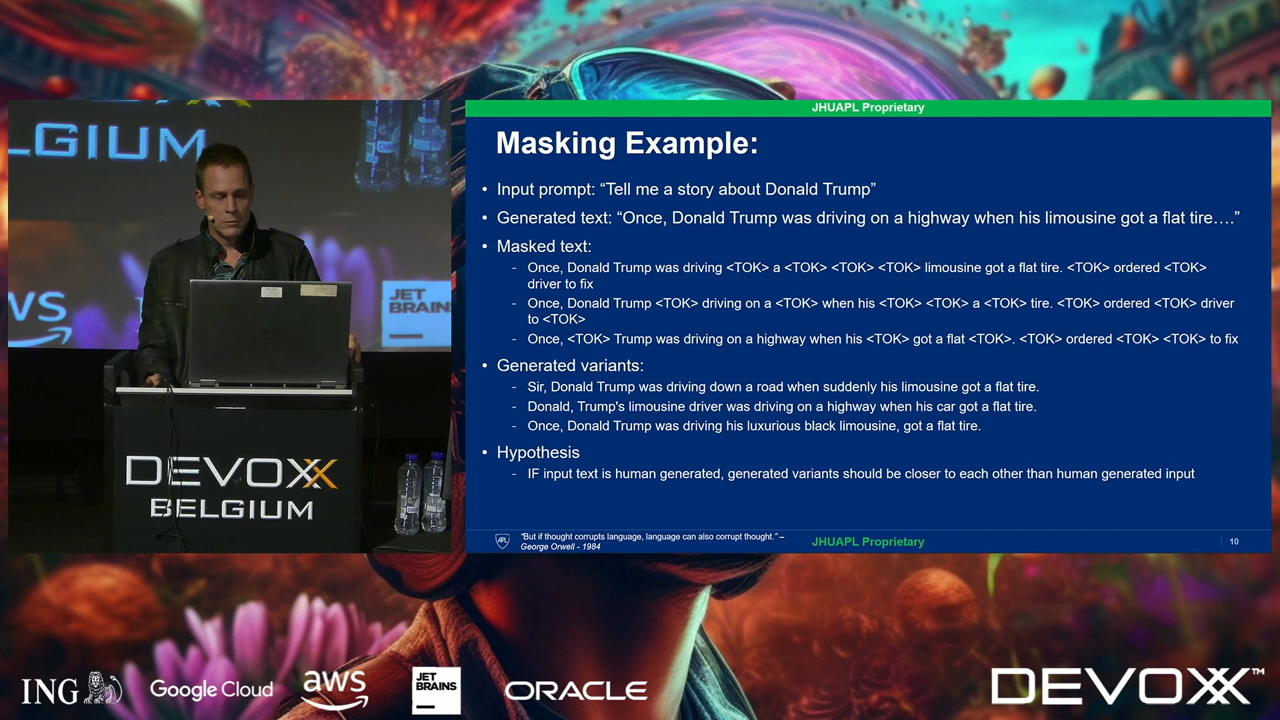 LGIUM
WS
JET
BRAINS
DEVOXX
BELGIUM
JHUAPL Proprietary
Masking Example:
• Input prompt: “Tell me a story about Donald Trump”
• Generated text: “Once, Donald Trump was driving on a highway when his limousine got a flat tire….”
• Masked text:
- Once, Donald Trump was driving <TOK> a <TOK> <TOK> <TOK> limousine got a flat tire. <TOK> ordered <TOK>
driver to fix
- Once, Donald Trump <TOK> driving on a <TOK> when his <TOK> <TOK> a <TOK> tire. <TOK> ordered <TOK> driver
to <TOK>
- Once, <TOK> Trump was driving on a highway when his <TOK> got a flat <TOK>. <TOK> ordered <TOK> <TOK> to fix
• Generated variants:
- Sir, Donald Trump was driving down a road when suddenly his limousine got a flat tire.
- Donald, Trump's limousine driver was driving on a highway when his car got a flat tire.
- Once, Donald Trump was driving his luxurious black limousine, got a flat tire.
• Hypothesis
- IF input text is human generated, generated variants should be closer to each other than human generated input
APL
“But if thought corrupts language, language can also corrupt thought.” –
George Orwell - 1984
JHUAPL Proprietary
10
ING
Google Cloud
aws
JET
BRAINS
ORACLE
DEVOXX™